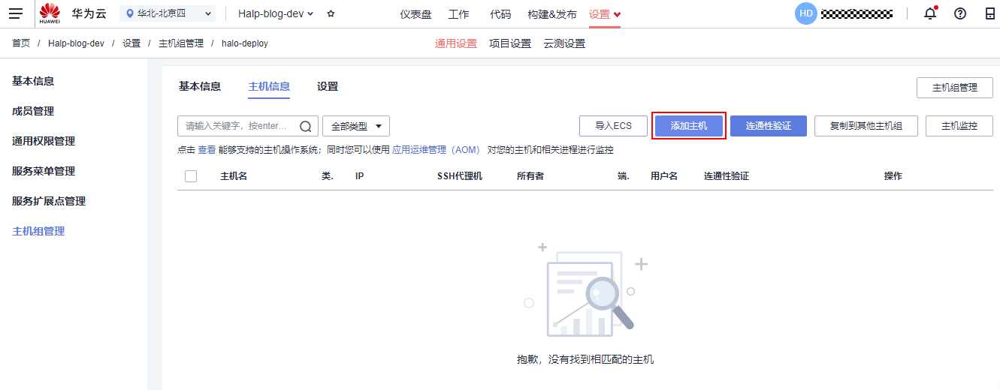 HUAWEI 华为云 华北-北京四 Halp-blog-dev 仪表盘 工作 代码 构建&发布 设置 HD
首页 / Halp-blog-dev / 设置 / 主机组管理 / halo-deploy 通用设置 项目设置 云测设置
基本信息
成员管理
通用权限管理
服务菜单管理
服务扩展点管理
主机组管理
基本信息 主机信息 设置 主机组管理
请输入关键字，按enter... 全部类型 导入ECS 添加主机 连通性验证 复制到其他主机组 主机监控
点击 查看 能够支持的主机操作系统；同时您可以使用 应用运维管理（AOM） 对您的主机和相关进程进行监控
主机名 类. IP SSH代理机 所有者 端. 用户名 连通性验证 操作
抱歉，没有找到相匹配的主机